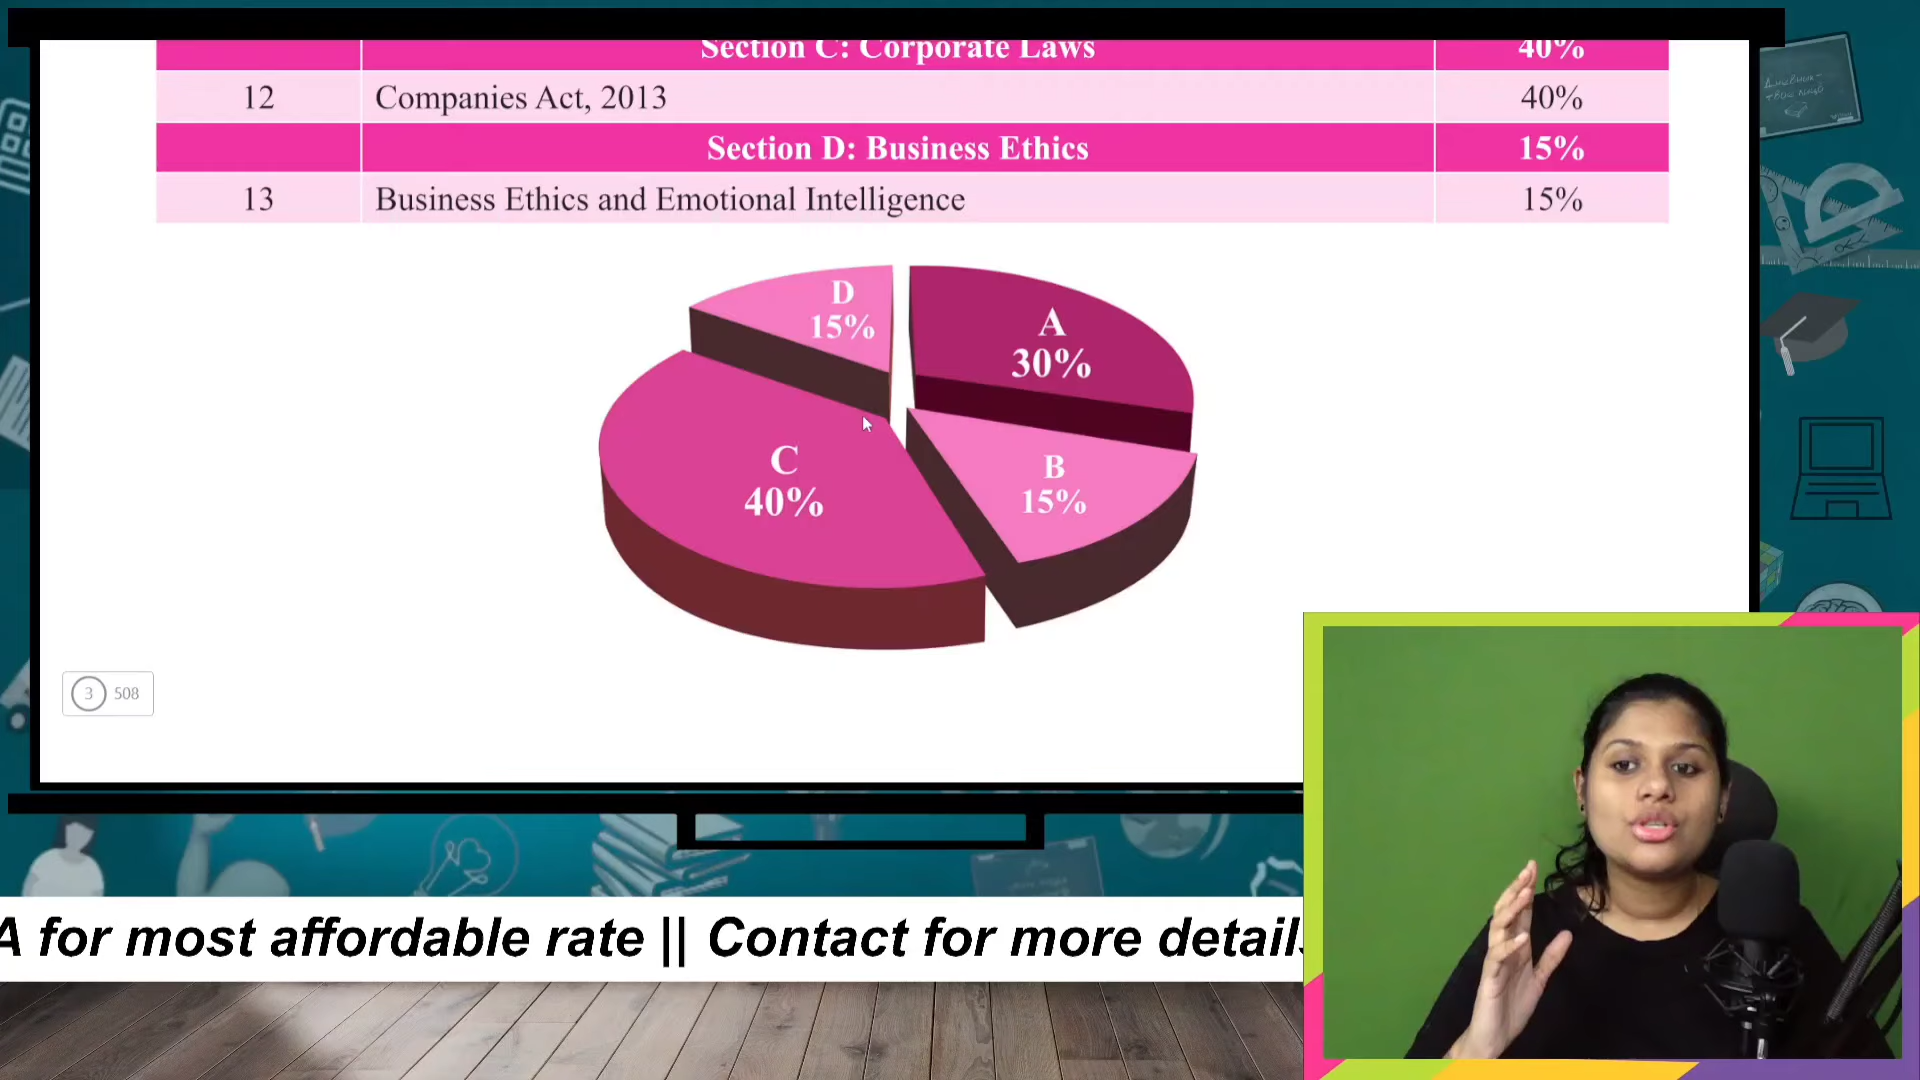 Section C: Corporate Laws 40%
12 Companies Act, 2013 40%
Section D: Business Ethics 15%
13 Business Ethics and Emotional Intelligence 15%
D
15%
A
30%
C
40%
B
15%
3 508
A for most affordable rate || Contact for more details